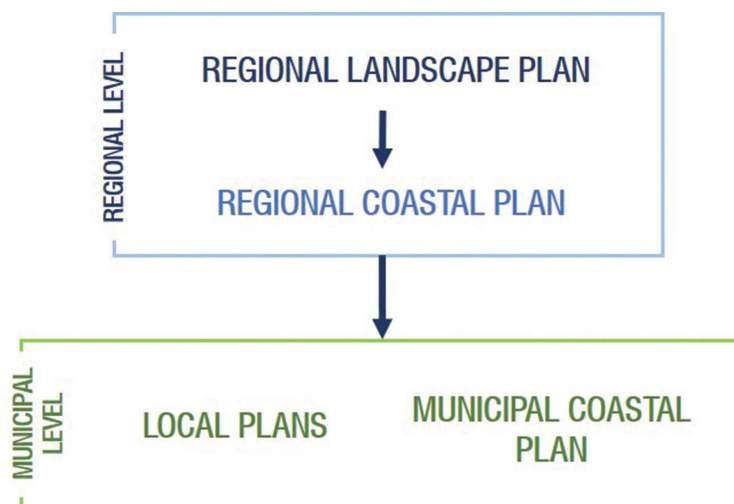 REGIONAL LEVEL
REGIONAL LANDSCAPE PLAN
REGIONAL COASTAL PLAN
MUNICIPAL
LEVEL
LOCAL PLANS
MUNICIPAL COASTAL
PLAN